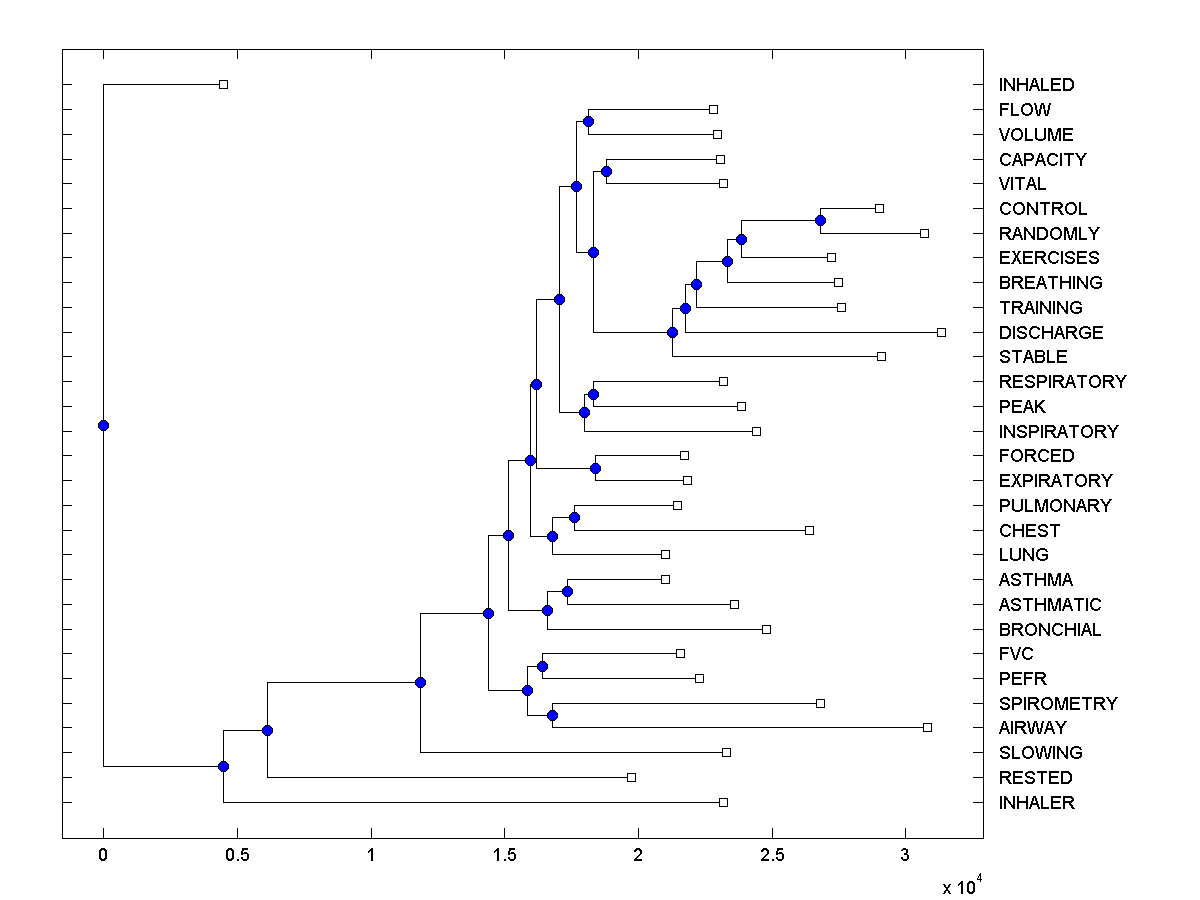 INHALED
FLOW
VOLUME
CAPACITY
VITAL
CONTROL
RANDOMLY
EXERCISES
BREATHING
TRAINING
DISCHARGE
STABLE
RESPIRATORY
PEAK
INSPIRATORY
FORCED
EXPIRATORY
PULMONARY
CHEST
LUNG
ASTHMA
ASTHMATIC
BRONCHIAL
FVC
PEFR
SPIROMETRY
AIRWAY
SLOWING
RESTED
INHALER
0 0.5 1 1.5 2 2.5 3
x 10^4